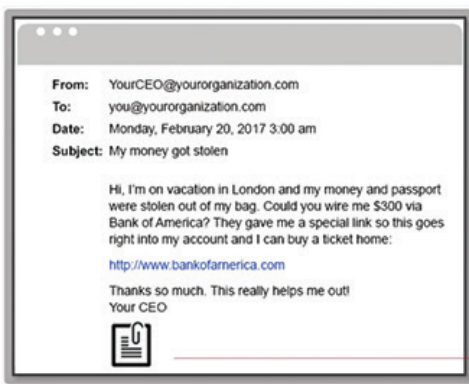 From: YourCEO@yourorganization.com
To: you@yourorganization.com
Date: Monday, February 20, 2017 3:00 am
Subject: My money got stolen
Hi, I'm on vacation in London and my money and passport
were stolen out of my bag. Could you wire me $300 via
Bank of America? They gave me a special link so this goes
right into my account and I can buy a ticket home:
http://www.bankofarnerica.com
Thanks so much. This really helps me out!
Your CEO